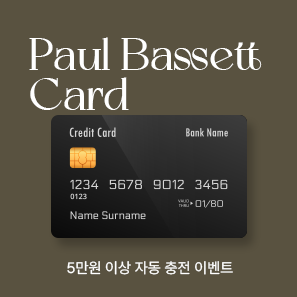 Paul Bassett
Card
Credit Card Bank Name
1234 5678 9012 3456
0123
VALID THRU 01/80
Name Surname
5만원 이상 자동 충전 이벤트